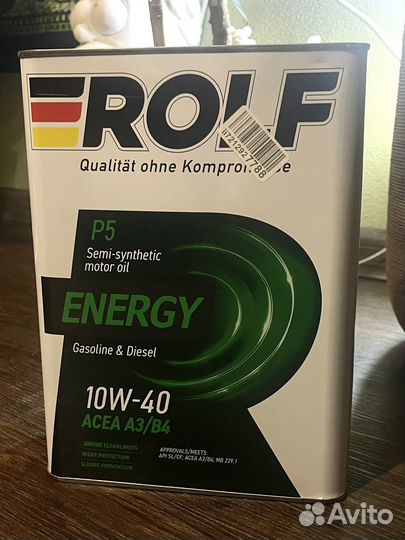 ROLF
Qualität ohne
P5
Semi-synthetic
motor oil
ENERGY
Gasoline & Diesel
10W-40
ACEA A3/B4
ENGINE CLEANLINESS
WEAR PROTECTION
SLUDGE PREVENTION
APPROVALS/MEETS:
API SL/CF; ACEA A3/B4; MB 229.1
Avito